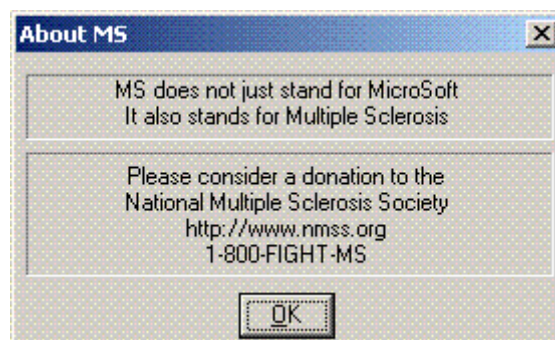 About MS
MS does not just stand for MicroSoft
It also stands for Multiple Sclerosis
Please consider a donation to the
National Multiple Sclerosis Society
http://www.nmss.org
1-800-FIGHT-MS
OK